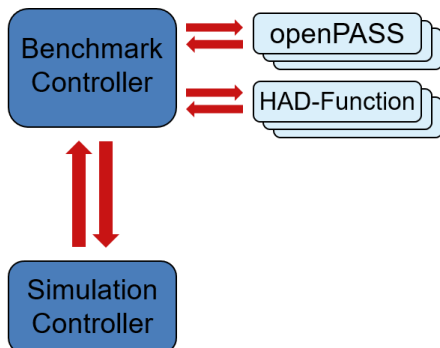 Benchmark
Controller
openPASS
HAD-Function
Simulation
Controller